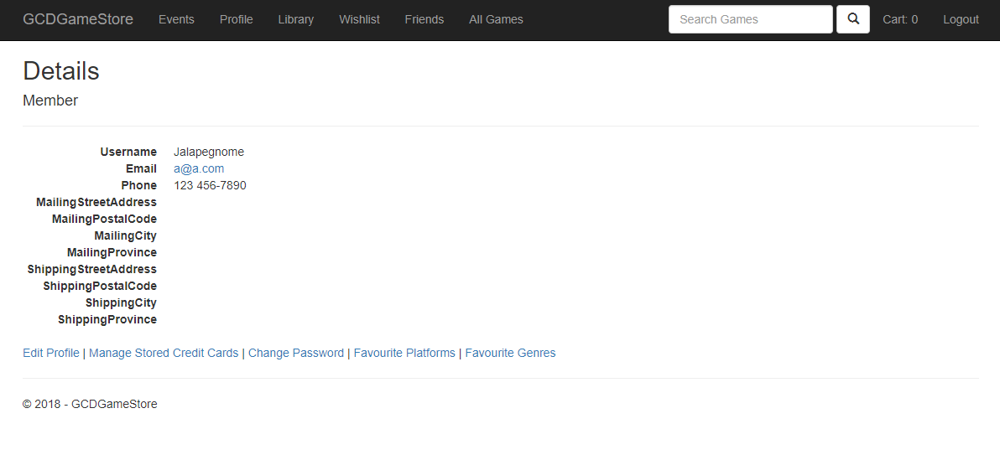 GCDGameStore Events Profile Library Wishlist Friends All Games Search Games Cart: 0 Logout
Details
Member
Username Jalapegnome
Email a@a.com
Phone 123 456-7890
MailingStreetAddress
MailingPostalCode
MailingCity
MailingProvince
ShippingStreetAddress
ShippingPostalCode
ShippingCity
ShippingProvince
Edit Profile | Manage Stored Credit Cards | Change Password | Favourite Platforms | Favourite Genres
© 2018 - GCDGameStore